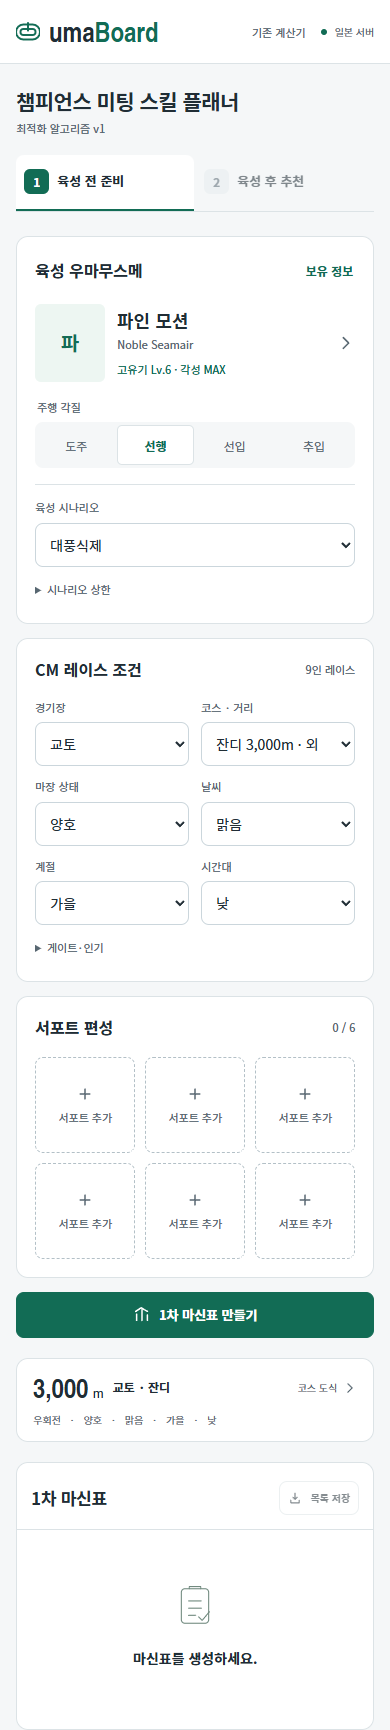 umaBoard
기존 계산기
일본 서버
챔피언스 미팅 스킬 플래너
최적화 알고리즘 v1
1 육성 전 준비
2 육성 후 추천
육성 우마무스메
보유 정보
파
파인 모션
Noble Seamair
고유기 Lv.6 · 각성 MAX
주행 각질
도주 선행 선입 추입
육성 시나리오
대풍식제
시나리오 상한
CM 레이스 조건
9인 레이스
경기장 코스 · 거리
교토 잔디 3,000m · 외
마장 상태 날씨
양호 맑음
계절 시간대
가을 낮
게이트·인기
서포트 편성
0 / 6
서포트 추가 서포트 추가 서포트 추가
서포트 추가 서포트 추가 서포트 추가
1차 마신표 만들기
3,000 m 교토 · 잔디
코스 도식
우회전 · 양호 · 맑음 · 가을 · 낮
1차 마신표
목록 저장
마신표를 생성하세요.